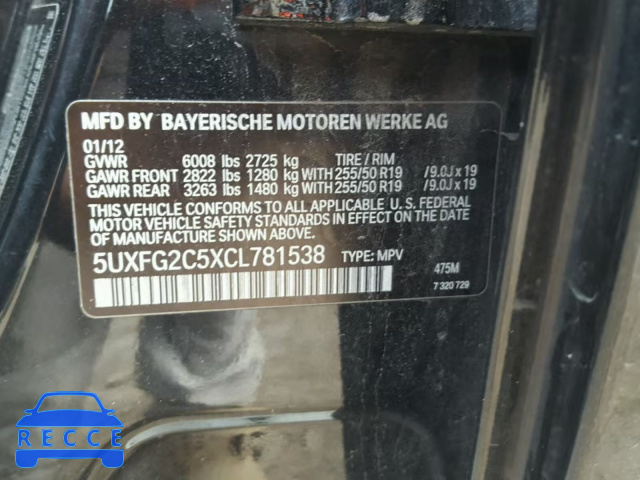 MFD BY BAYERISCHE MOTOREN WERKE AG
01/12
GVWR 6008 lbs 2725 kg TIRE / RIM
GAWR FRONT 2822 lbs 1280 kg WITH 255/50 R19 /9.0J x 19
GAWR REAR 3263 lbs 1480 kg WITH 255/50 R19 /9.0J x 19
THIS VEHICLE CONFORMS TO ALL APPLICABLE U.S. FEDERAL
MOTOR VEHICLE SAFETY STANDARDS IN EFFECT ON THE DATE
OF MANUFACTURE SHOWN ABOVE.
5UXFG2C5XCL781538 TYPE: MPV
475M
7 320 729
RECCE